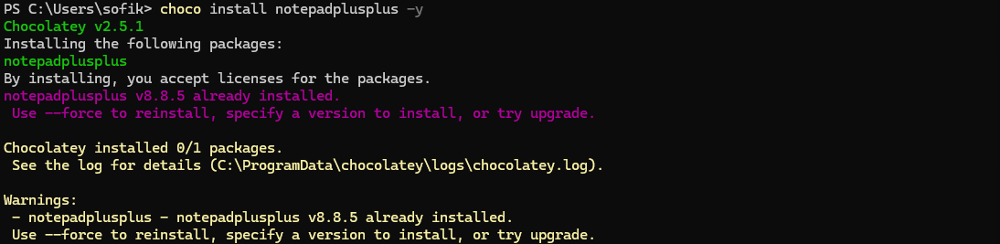 PS C:\Users\sofik> choco install notepadplusplus -y
Chocolatey v2.5.1
Installing the following packages:
notepadplusplus
By installing, you accept licenses for the packages.
notepadplusplus v8.8.5 already installed.
Use --force to reinstall, specify a version to install, or try upgrade.
Chocolatey installed 0/1 packages.
See the log for details (C:\ProgramData\chocolatey\logs\chocolatey.log).
Warnings:
- notepadplusplus - notepadplusplus v8.8.5 already installed.
Use --force to reinstall, specify a version to install, or try upgrade.